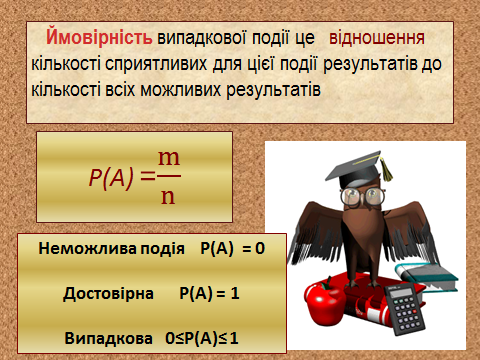 Ймовірність випадкової події це відношення
кількості сприятливих для цієї події результатів до
кількості всіх можливих результатів
P(A) = m/n
Неможлива подія P(A) = 0
Достовірна P(A) = 1
Випадкова 0≤P(A)≤1